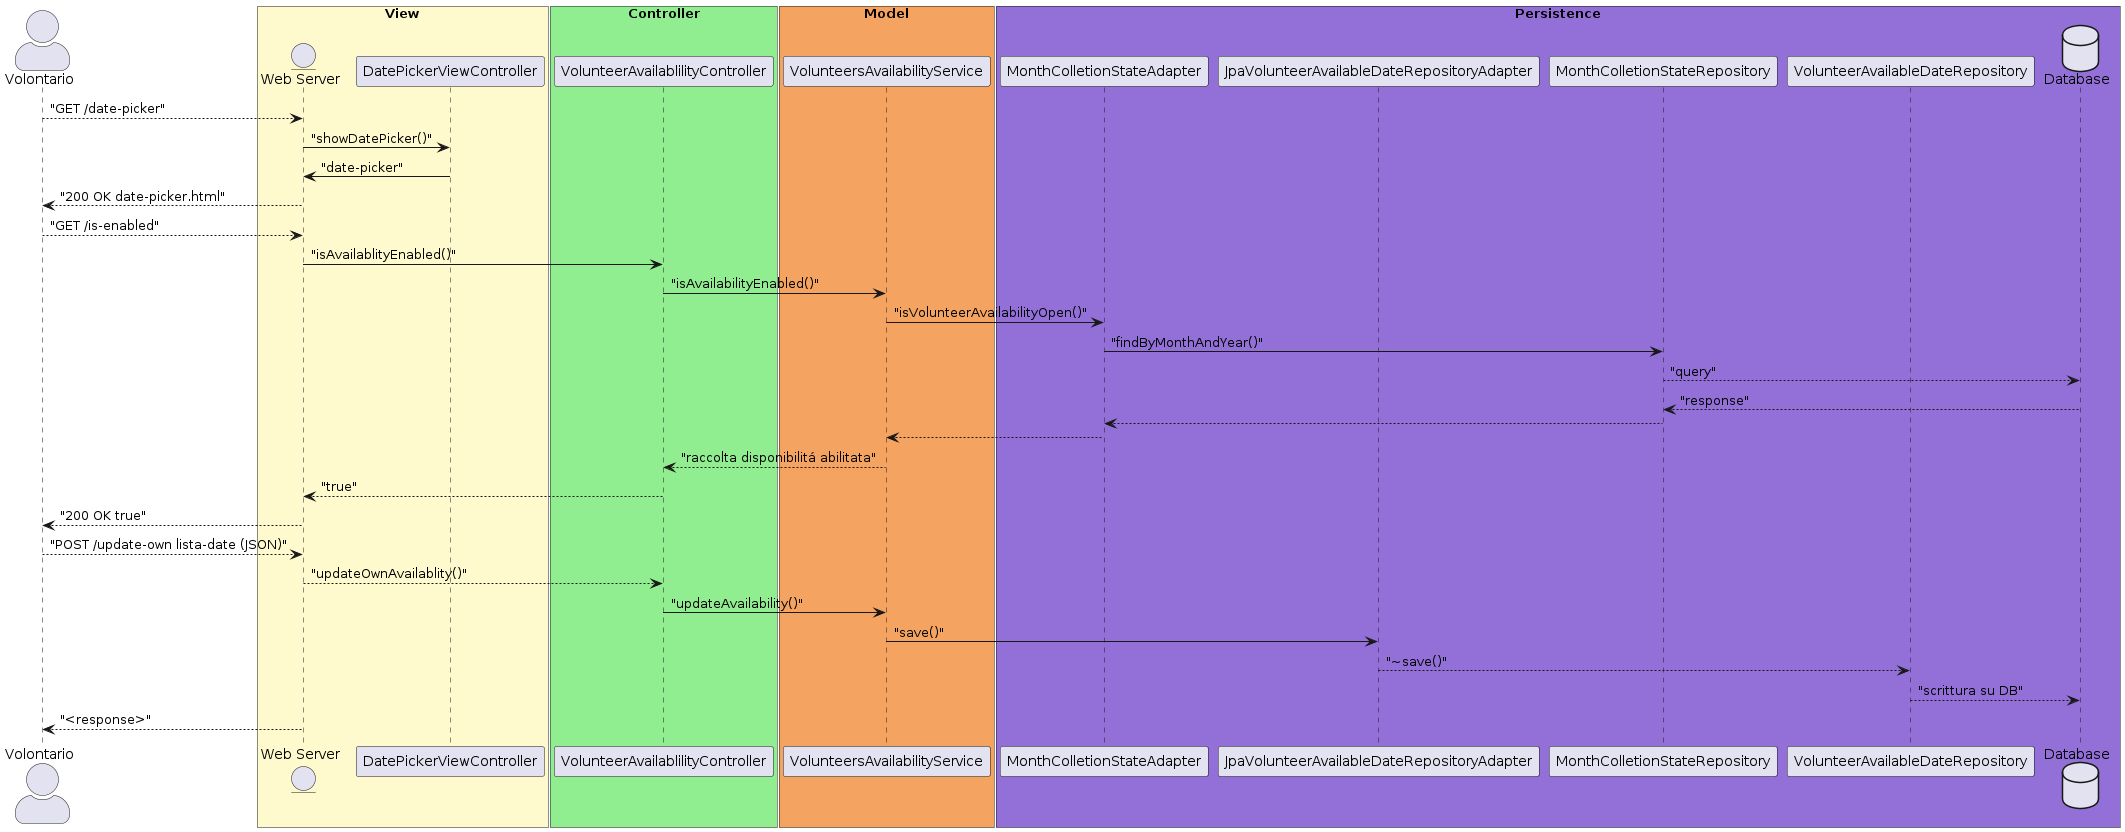 View
Controller
Model
Persistence
Volontario
Web Server
DatePickerViewController
VolunteerAvailablilityController
VolunteersAvailabilityService
MonthColletionStateAdapter
JpaVolunteerAvailableDateRepositoryAdapter
MonthColletionStateRepository
VolunteerAvailableDateRepository
Database
"GET /date-picker"
"showDatePicker()"
"date-picker"
"200 OK date-picker.html"
"GET /is-enabled"
"isAvailablityEnabled()"
"isAvailabilityEnabled()"
"isVolunteerAvailabilityOpen()"
"findByMonthAndYear()"
"query"
"response"
"raccolta disponibilitá abilitata"
"true"
"200 OK true"
"POST /update-own lista-date (JSON)"
"updateOwnAvailablity()"
"updateAvailability()"
"save()"
"~save()"
"scrittura su DB"
"<response>"
Volontario
Web Server
DatePickerViewController
VolunteerAvailablilityController
VolunteersAvailabilityService
MonthColletionStateAdapter
JpaVolunteerAvailableDateRepositoryAdapter
MonthColletionStateRepository
VolunteerAvailableDateRepository
Database